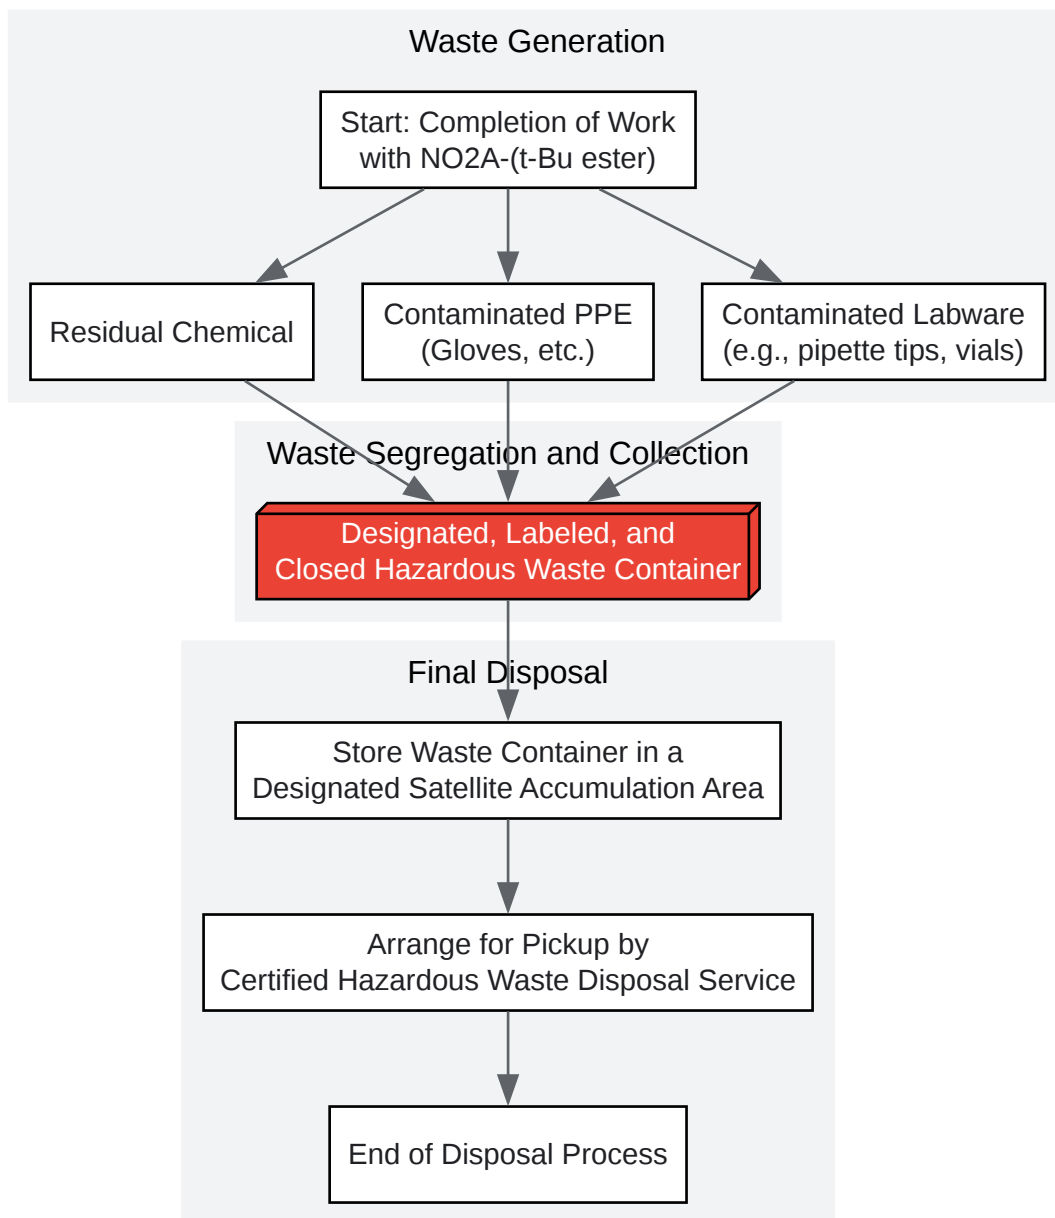 Waste Generation
Start: Completion of Work
with NO2A-(t-Bu ester)
Residual Chemical
Contaminated PPE
(Gloves, etc.)
Contaminated Labware
(e.g., pipette tips, vials)
Waste Segregation and Collection
Designated, Labeled, and
Closed Hazardous Waste Container
Final Disposal
Store Waste Container in a
Designated Satellite Accumulation Area
Arrange for Pickup by
Certified Hazardous Waste Disposal Service
End of Disposal Process